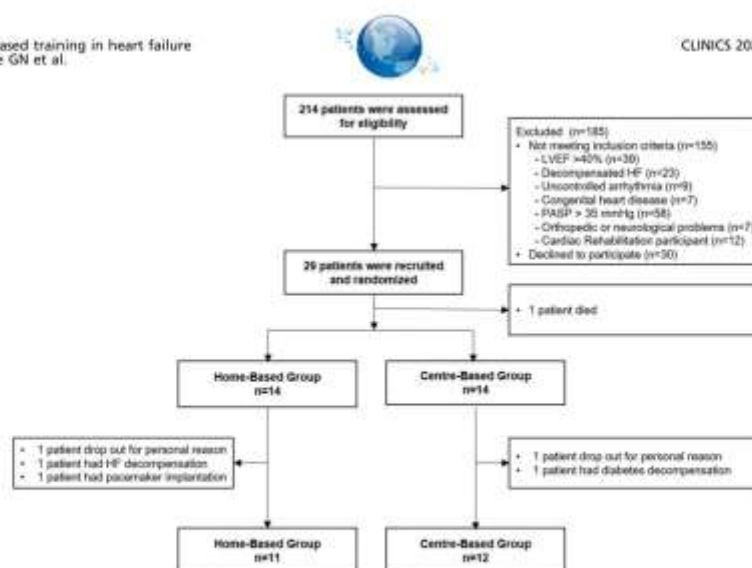 ased training in heart failure
e GN et al.
CLINICS 202
214 patients were assessed
for eligibility
Excluded (n=185)
• Not meeting inclusion criteria (n=155)
- LVEF >40% (n=39)
- Decompensated HF (n=23)
- Uncontrolled arrhythmia (n=9)
- Congenital heart disease (n=7)
- PASP > 35 mmHg (n=58)
- Orthopedic or neurological problems (n=7
- Cardiac Rehabilitation participant (n=12)
• Declined to participate (n=30)
29 patients were recruited
and randomized
• 1 patient died
Home-Based Group
n=14
Centre-Based Group
n=14
• 1 patient drop out for personal reason
• 1 patient had HF decompensation
• 1 patient had pacemaker implantation
• 1 patient drop out for personal reason
• 1 patient had diabetes decompensation
Home-Based Group
n=11
Centre-Based Group
n=12